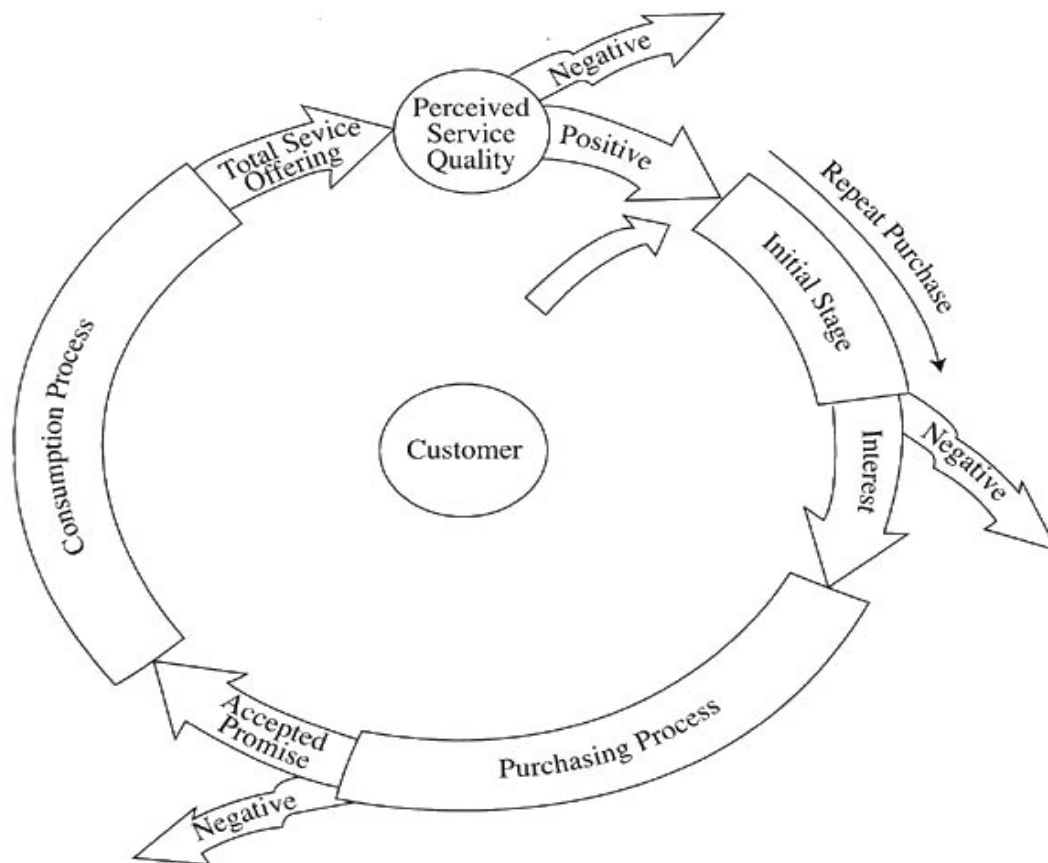 Negative
Perceived
Service
Quality
Positive
Total Sevice
Offering
Repeat Purchase
Initial Stage
Customer
Interest
Negative
Consumption Process
Purchasing Process
Accepted
Promise
Negative